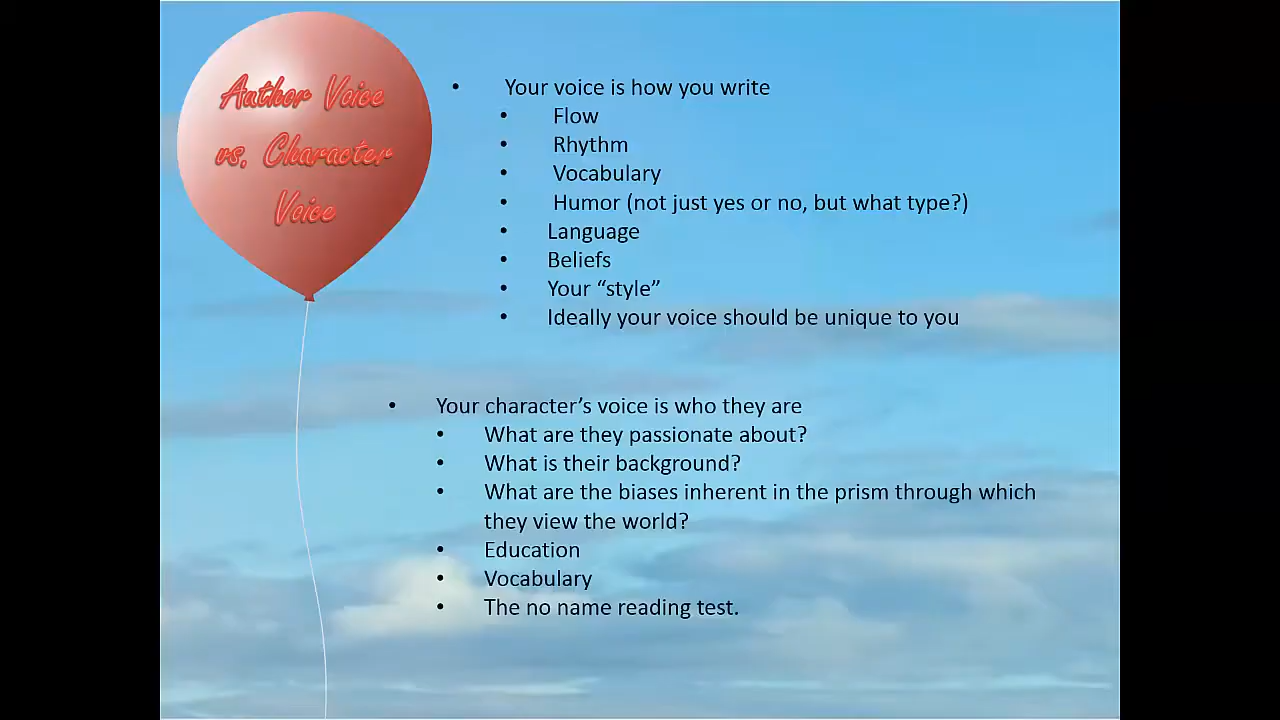 Author Voice
vs. Character
Voice
• Your voice is how you write
• Flow
• Rhythm
• Vocabulary
• Humor (not just yes or no, but what type?)
• Language
• Beliefs
• Your “style”
• Ideally your voice should be unique to you
• Your character’s voice is who they are
• What are they passionate about?
• What is their background?
• What are the biases inherent in the prism through which
they view the world?
• Education
• Vocabulary
• The no name reading test.